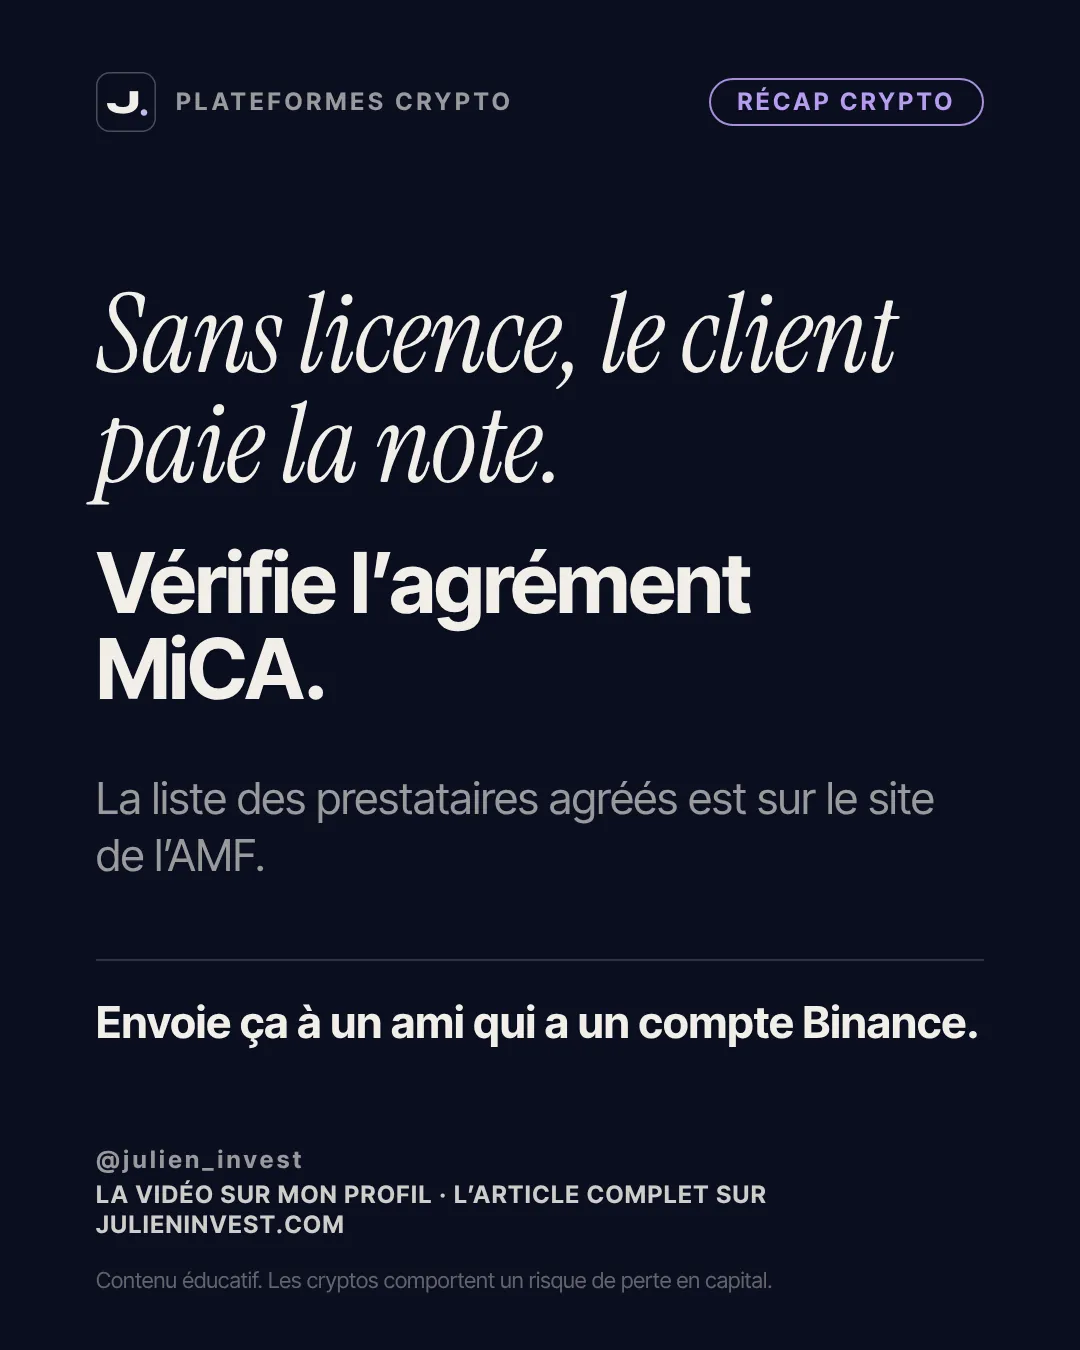 J. PLATEFORMES CRYPTO
RÉCAP CRYPTO
Sans licence, le client
paie la note.
Vérifie l’agrément
MiCA.
La liste des prestataires agréés est sur le site
de l’AMF.
Envoie ça à un ami qui a un compte Binance.
@julien_invest
LA VIDÉO SUR MON PROFIL · L’ARTICLE COMPLET SUR
JULIENINVEST.COM
Contenu éducatif. Les cryptos comportent un risque de perte en capital.